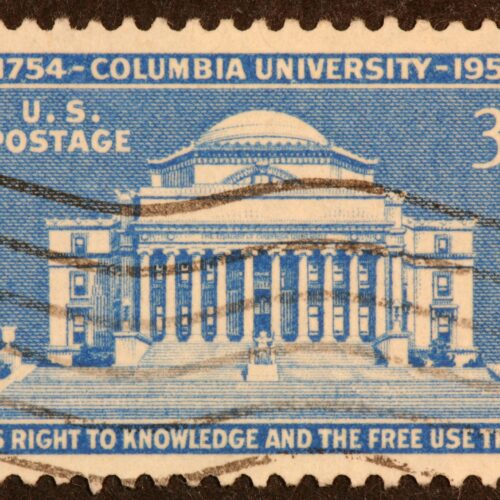 1754-COLUMBIA UNIVERSITY-195
U.S.
POSTAGE
3
S RIGHT TO KNOWLEDGE AND THE FREE USE T